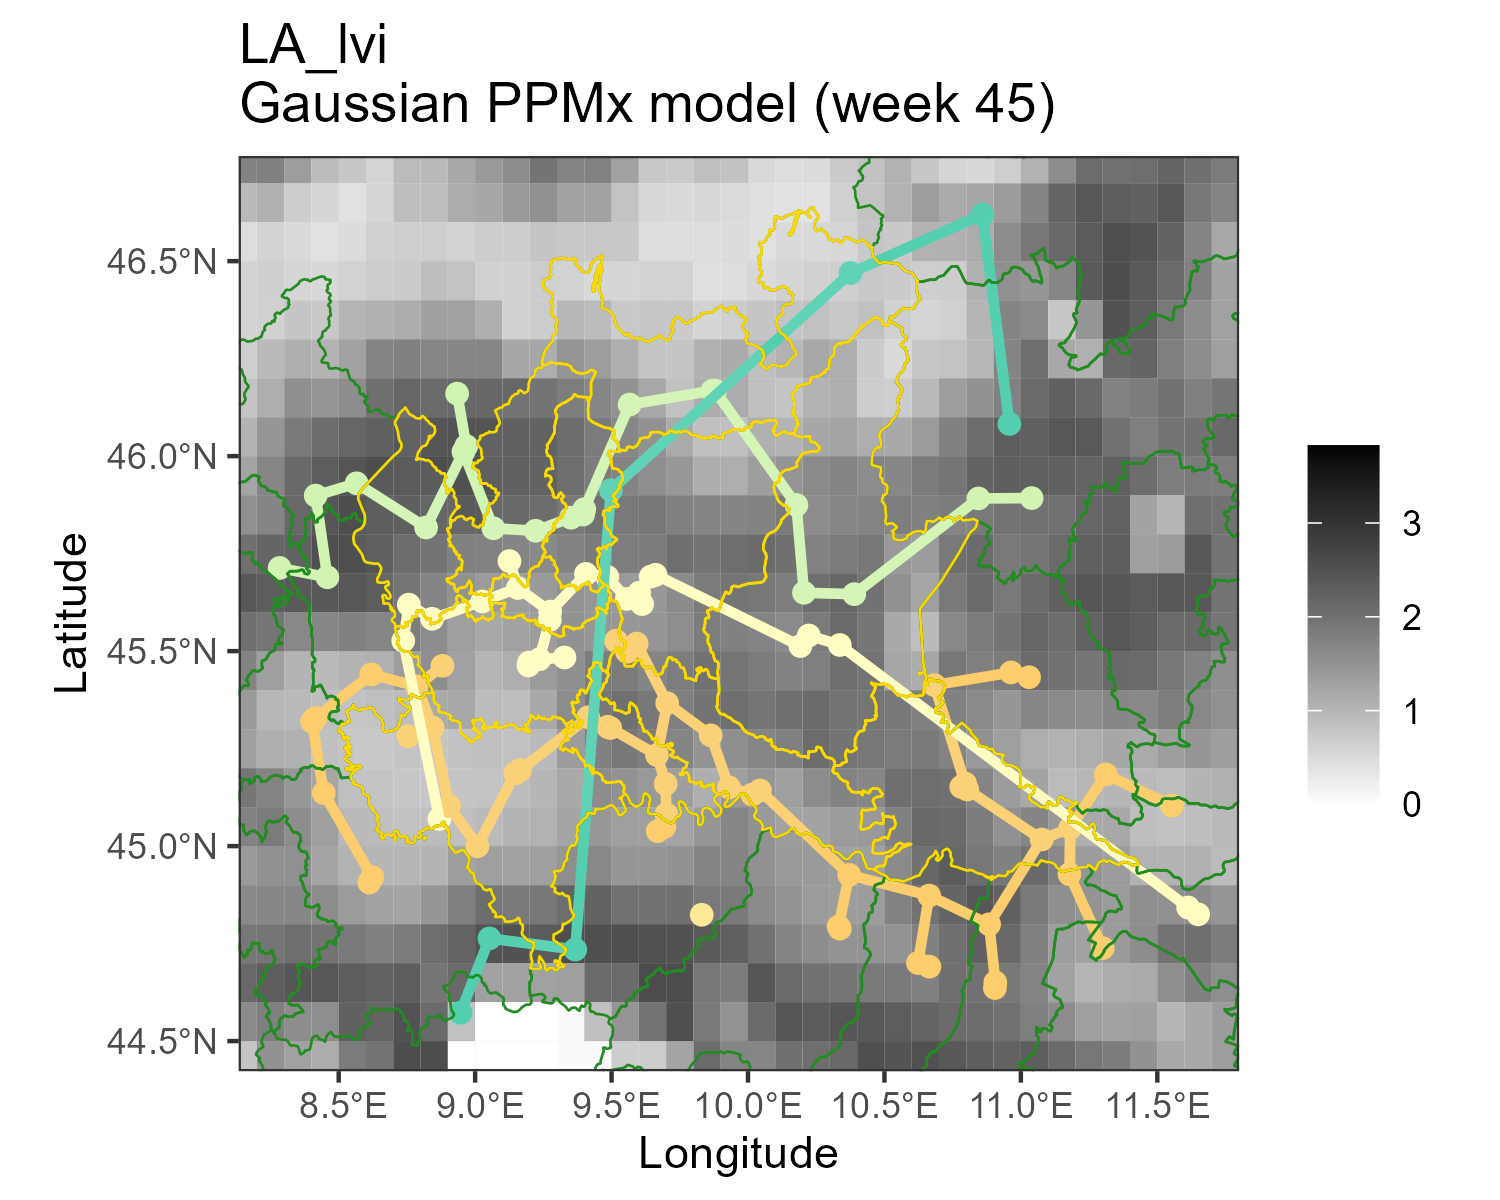 LA_lvi
Gaussian PPMx model (week 45)
46.5°N
46.0°N
45.5°N
45.0°N
44.5°N
Latitude
8.5°E 9.0°E 9.5°E 10.0°E 10.5°E 11.0°E 11.5°E
Longitude
3
2
1
0